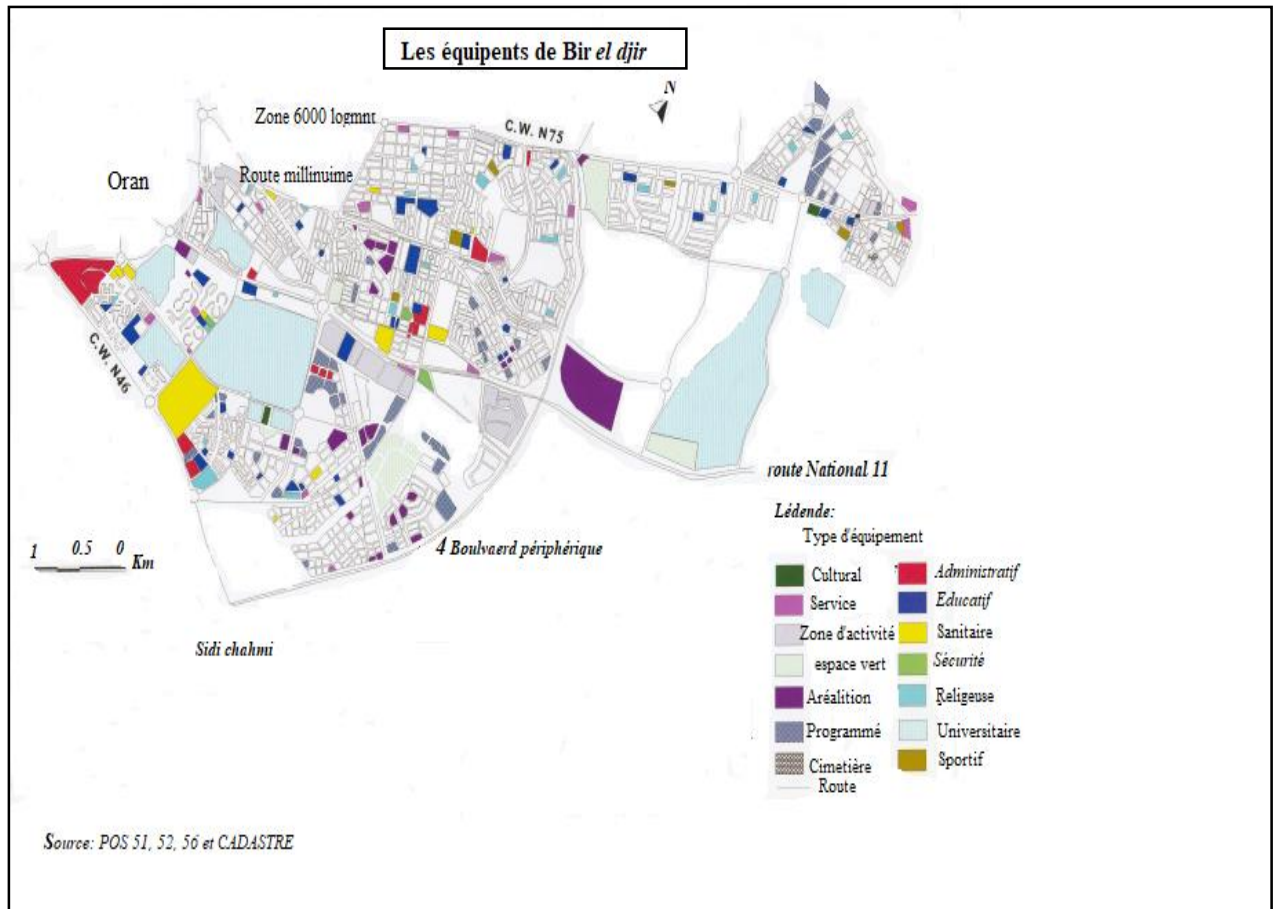 Les équipents de Bir el djir
N
Zone 6000 logmnt
C.W. N75
Route millinuime
Oran
C.W. N46
route National 11
4 Boulvaerd périphérique
1 0.5 0
Km
Sidi chahmi
Lédende:
Type d'équipement
Cultural
Service
Zone d'activité
espace vert
Aréalition
Programmé
Cimetière
Route
Administratif
Educatif
Sanitaire
Sécurité
Religeuse
Universitaire
Sportif
Source: POS 51, 52, 56 et CADASTRE